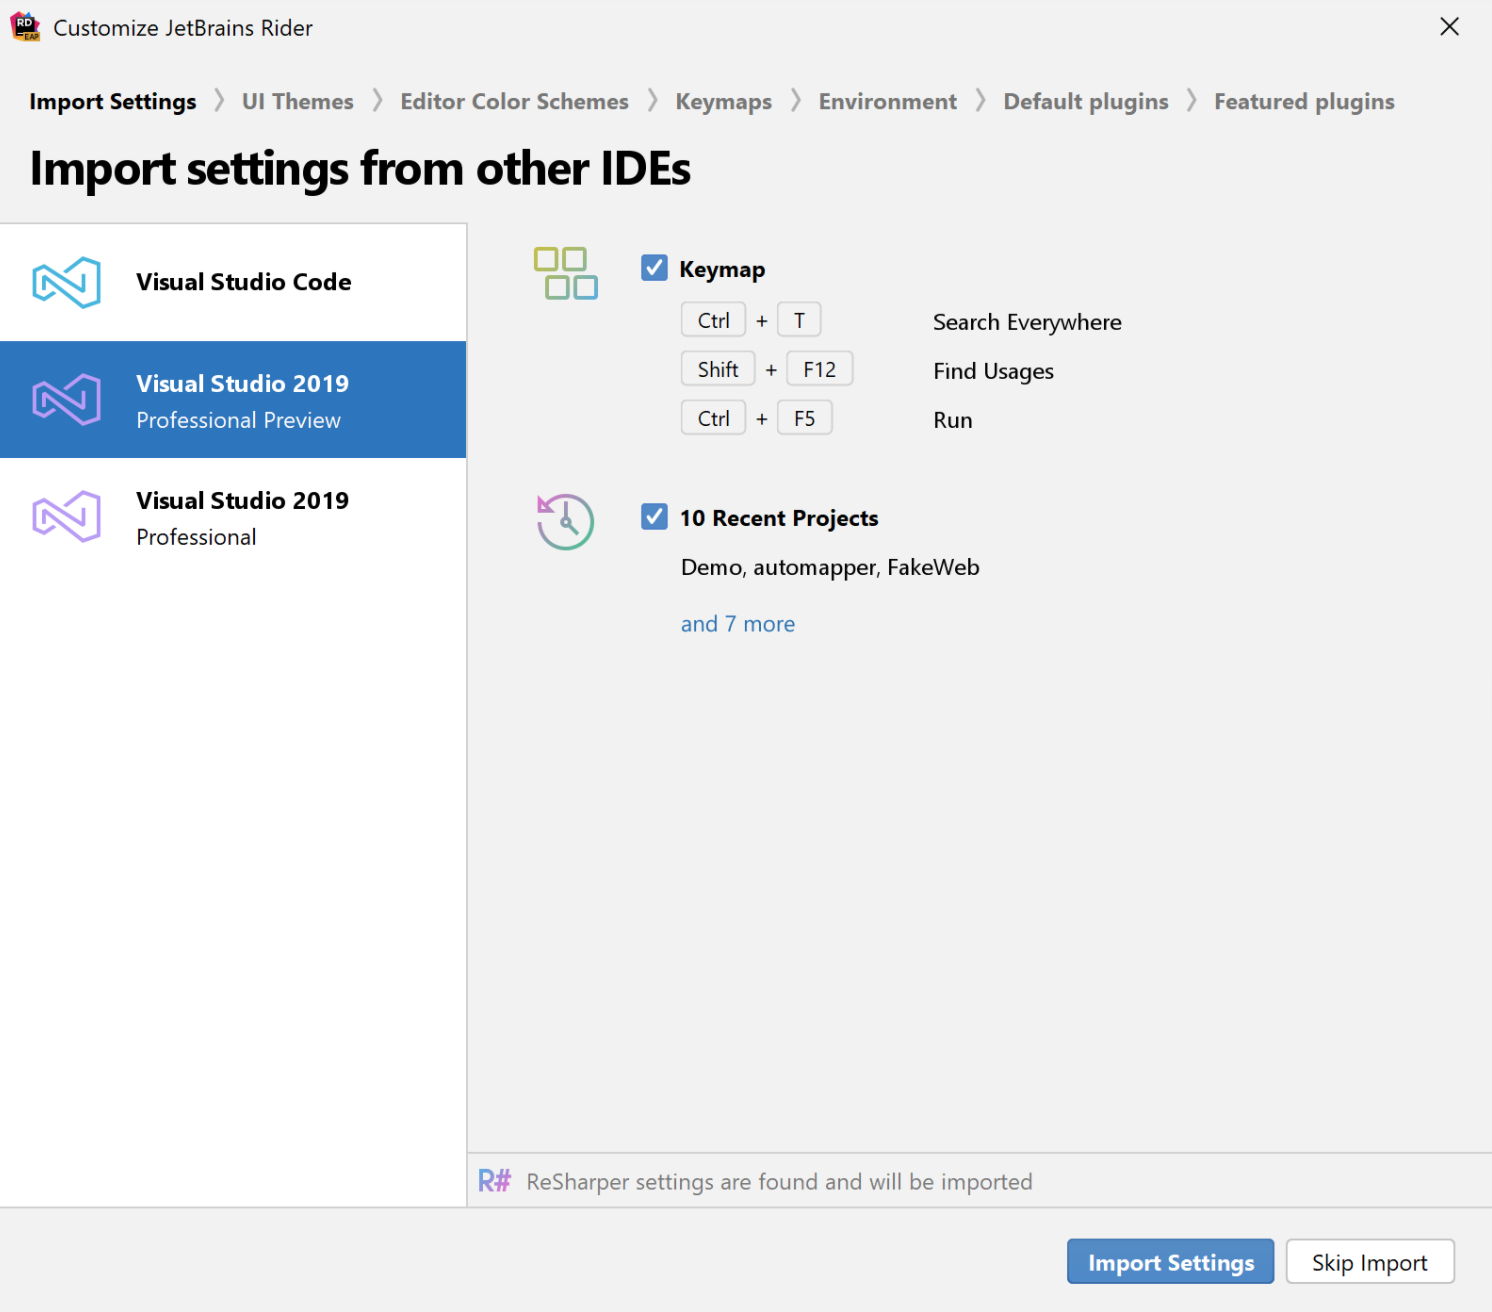 RD
EAP
Customize JetBrains Rider
Import Settings > UI Themes > Editor Color Schemes > Keymaps > Environment > Default plugins > Featured plugins
Import settings from other IDEs
Visual Studio Code
Visual Studio 2019
Professional Preview
Visual Studio 2019
Professional
Keymap
Ctrl + T Search Everywhere
Shift + F12 Find Usages
Ctrl + F5 Run
10 Recent Projects
Demo, automapper, FakeWeb
and 7 more
R# ReSharper settings are found and will be imported
Import Settings Skip Import